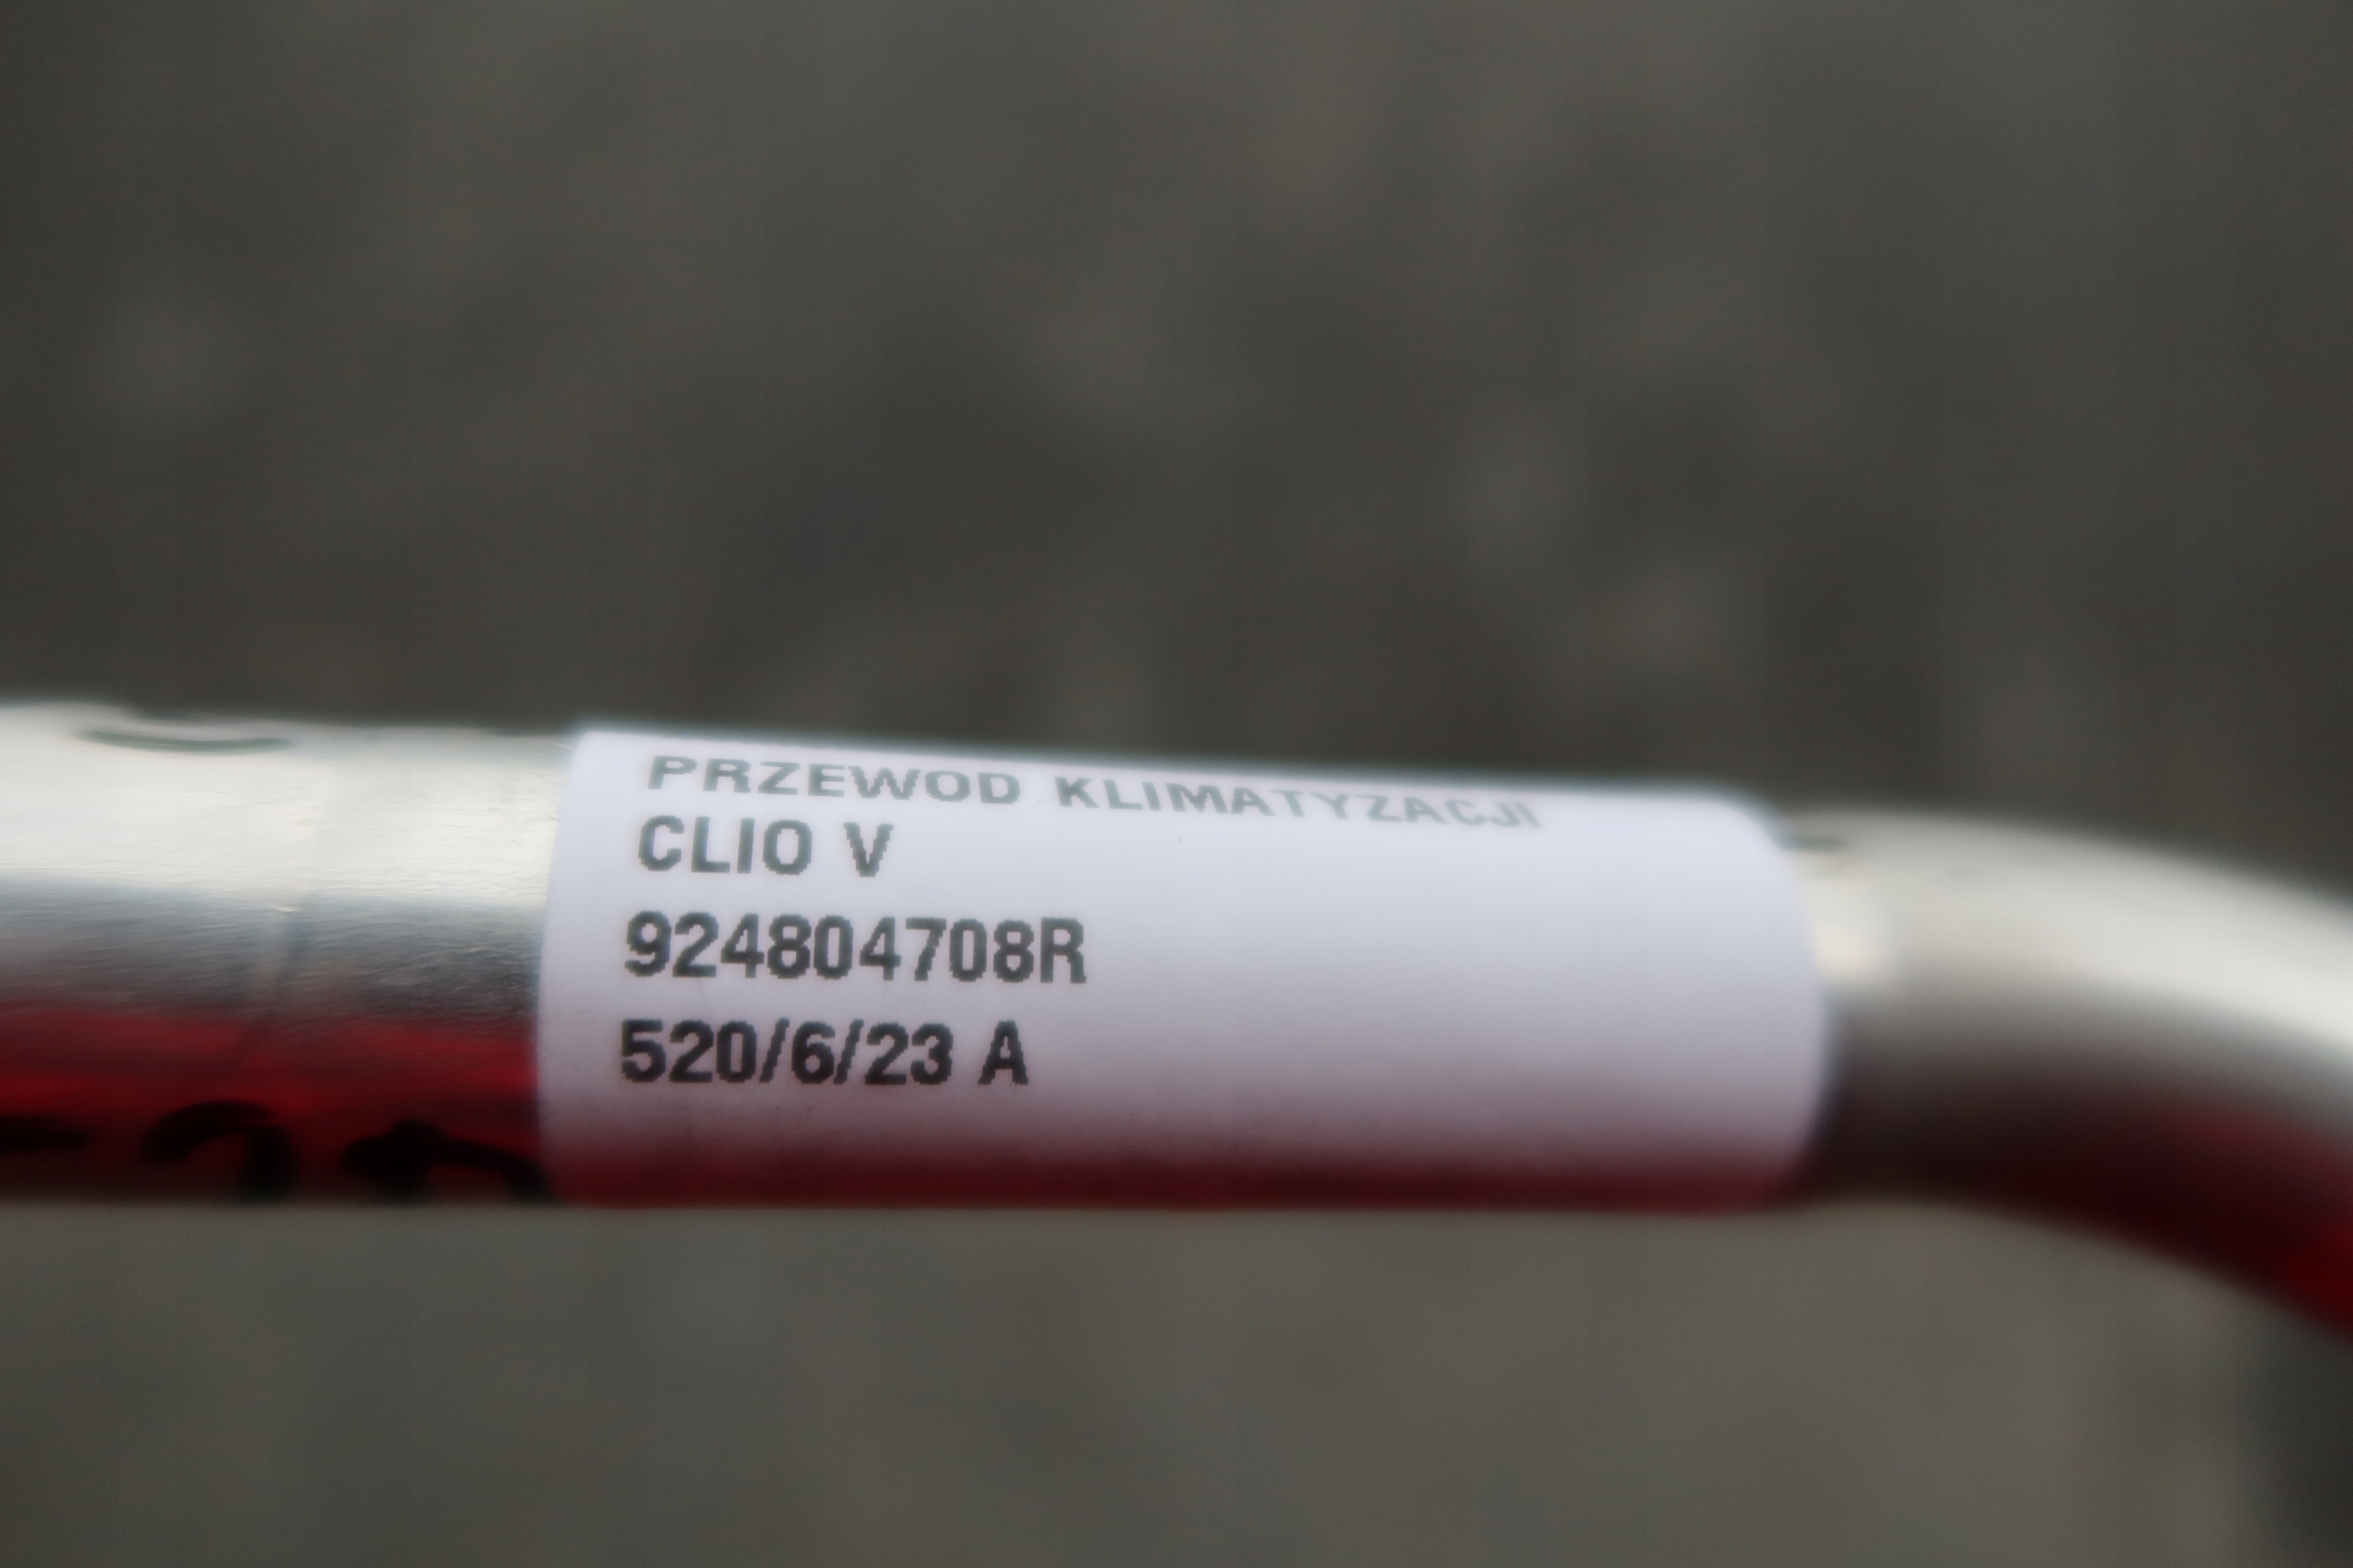 PRZEWOD KLIMATYZACJI
CLIO V
924804708R
520/6/23 A